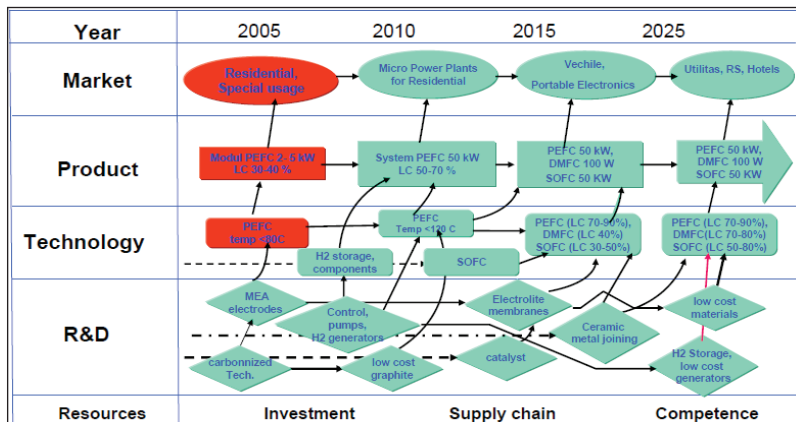 Year 2005 2010 2015 2025
Market
Residential,
Special usage
Micro Power Plants
for Residential
Vechile,
Portable Electronics
Utilitas, RS, Hotels
Product
Modul PEFC 2- 5 kW
LC 30-40 %
System PEFC 50 kW
LC 50-70 %
PEFC 50 kW,
DMFC 100 W
SOFC 50 KW
PEFC 50 kW,
DMFC 100 W
SOFC 50 KW
Technology
PEFC
temp <80C
PEFC
Temp <120 C
PEFC (LC 70-90%),
DMFC (LC 40%)
SOFC (LC 30-50%)
PEFC (LC 70-90%),
DMFC(LC 70-80%)
SOFC (LC 50-80%)
H2 storage,
components
SOFC
R&D
MEA
electrodes
Control,
pumps,
H2 generators
Electrolite
membranes
Ceramic
metal joining
low cost
materials
carbonnized
Tech.
low cost
graphite
catalyst
H2 Storage,
low cost
generators
Resources Investment Supply chain Competence